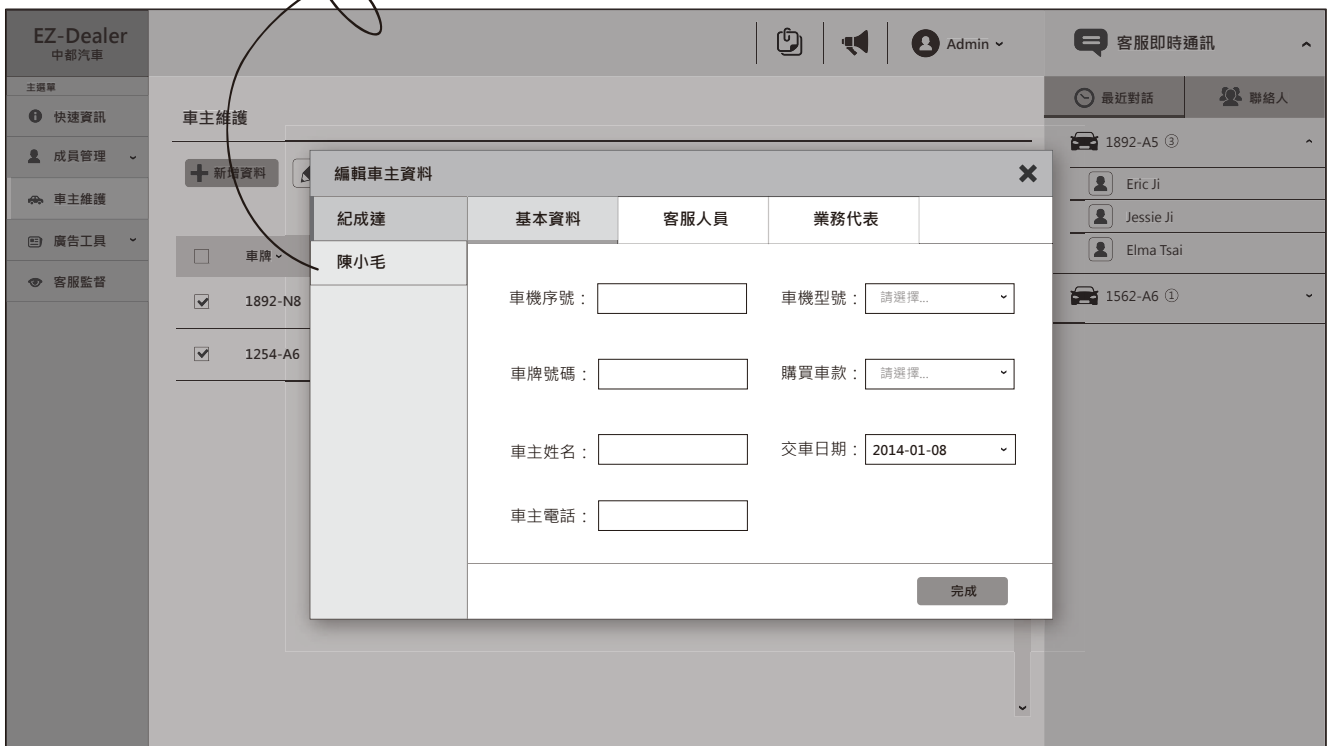 EZ-Dealer
中都汽車
Admin
客服即時通訊
主選單
快速資訊
成員管理
車主維護
廣告工具
客服監督
車主維護
新增資料
車牌
1892-N8
1254-A6
編輯車主資料
紀成達
陳小毛
基本資料
客服人員
業務代表
車機序號：
車機型號：
請選擇...
車牌號碼：
購買車款：
請選擇...
車主姓名：
交車日期：
2014-01-08
車主電話：
完成
最近對話
聯絡人
1892-A5 ③
Eric Ji
Jessie Ji
Elma Tsai
1562-A6 ①